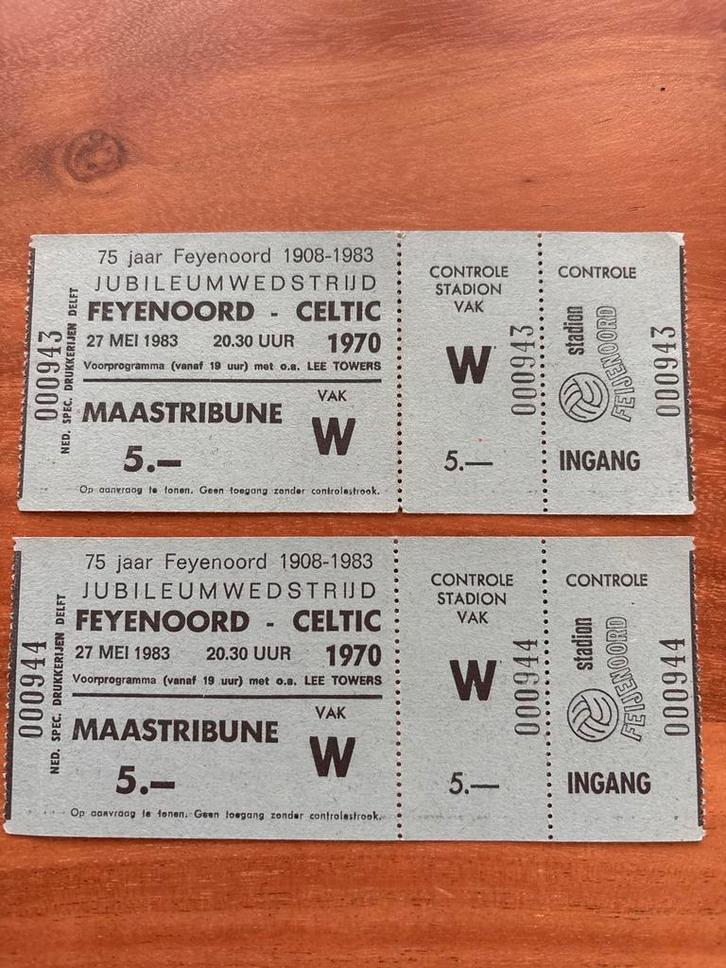 75 jaar Feyenoord 1908-1983
JUBILEUMWEDSTRIJD
FEYENOORD - CELTIC
27 MEI 1983 20.30 UUR 1970
Voorprogramma (vanaf 19 uur) met o.a. LEE TOWERS
MAASTRIBUNE
VAK
W
5.—
Op aanvraag te tonen. Geen toegang zonder controlestrook.
000943
NED. SPEC. DRUKKERIJEN DELFT
CONTROLE
STADION
VAK
W
000943
5.—
CONTROLE
stadion
FEIJENOORD
000943
INGANG
75 jaar Feyenoord 1908-1983
JUBILEUMWEDSTRIJD
FEYENOORD - CELTIC
27 MEI 1983 20.30 UUR 1970
Voorprogramma (vanaf 19 uur) met o.a. LEE TOWERS
MAASTRIBUNE
VAK
W
5.—
Op aanvraag te tonen. Geen toegang zonder controlestrook.
000944
NED. SPEC. DRUKKERIJEN DELFT
CONTROLE
STADION
VAK
W
000944
5.—
CONTROLE
stadion
FEIJENOORD
000944
INGANG